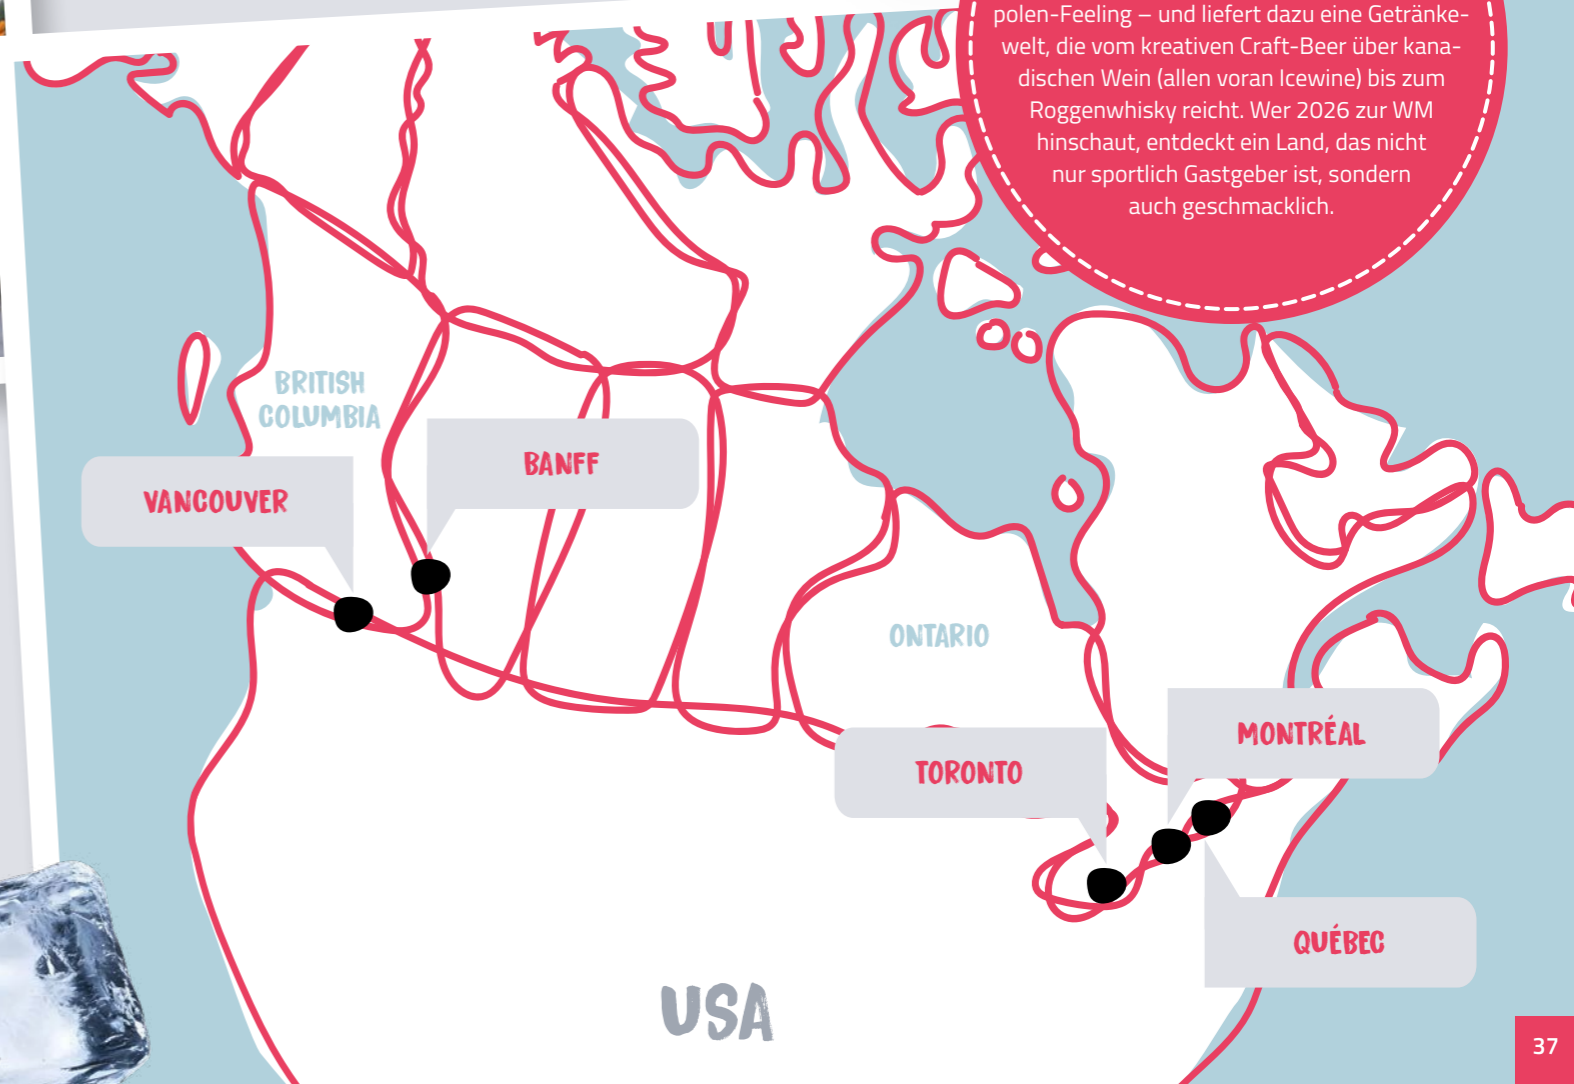 polen-Feeling – und liefert dazu eine Getränke-
welt, die vom kreativen Craft-Beer über kana-
dischen Wein (allen voran Icewine) bis zum
Roggenwhisky reicht. Wer 2026 zur WM
hinschaut, entdeckt ein Land, das nicht
nur sportlich Gastgeber ist, sondern
auch geschmacklich.
BRITISH
COLUMBIA
BANFF
VANCOUVER
ONTARIO
MONTRÉAL
TORONTO
QUÉBEC
USA
37